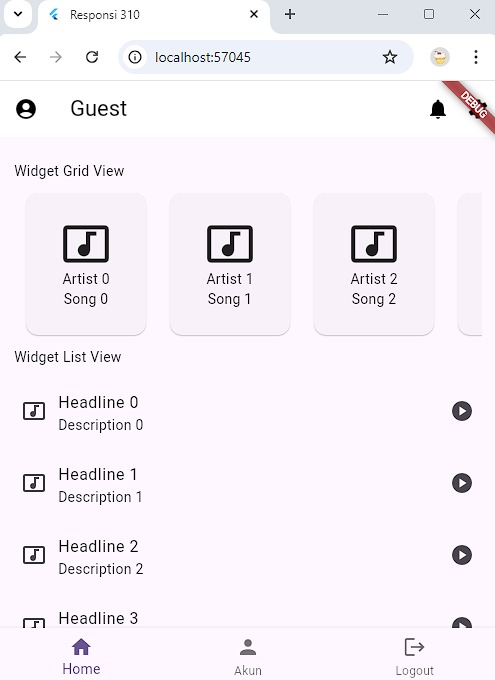 Responsi 310
localhost:57045
Guest
DEBUG
Widget Grid View
Artist 0
Song 0
Artist 1
Song 1
Artist 2
Song 2
Widget List View
Headline 0
Description 0
Headline 1
Description 1
Headline 2
Description 2
Headline 3
Home
Akun
Logout